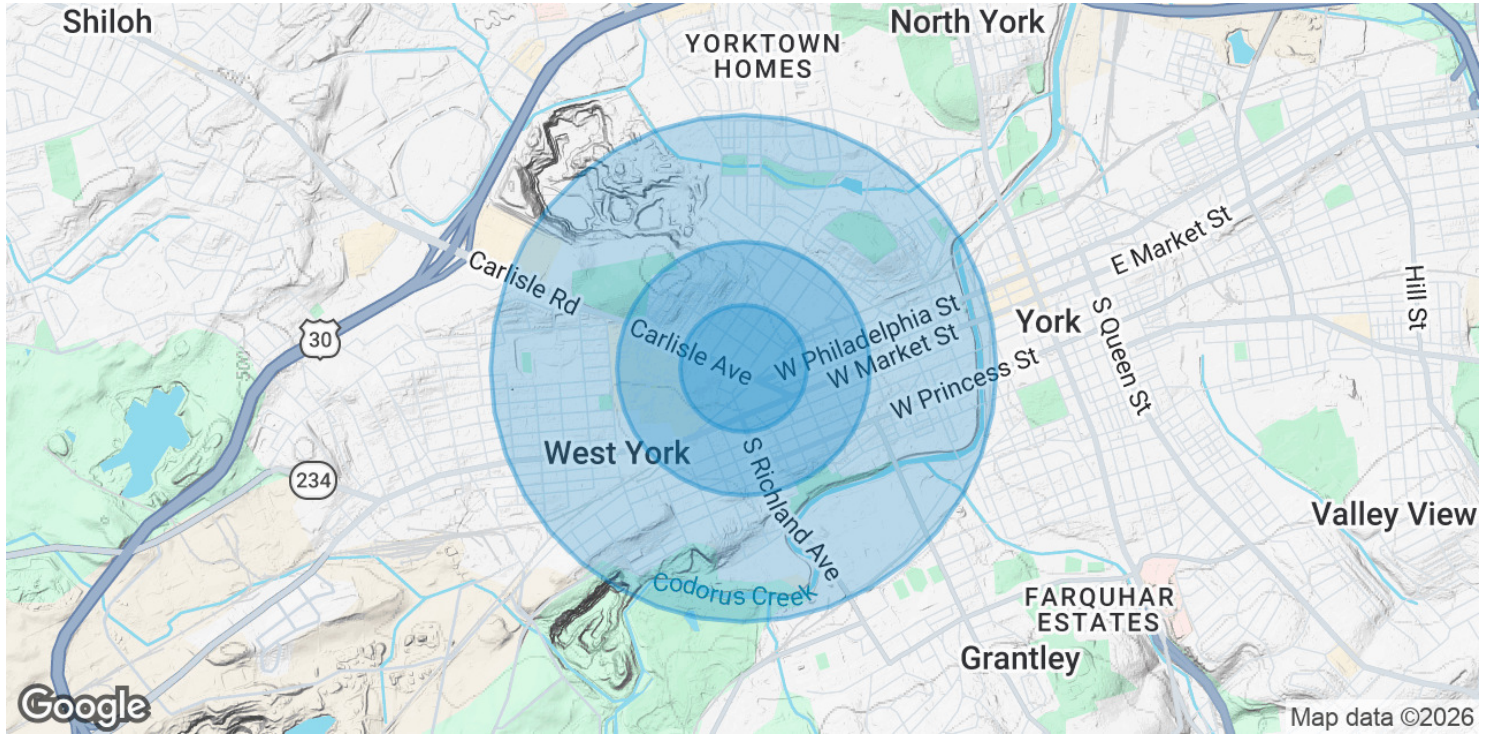 Shiloh
North York
YORKTOWN
HOMES
Carlisle Rd
E Market St
Hill St
30
500
W Philadelphia St
York
S Queen St
Carlisle Ave
W Market St
W Princess St
West York
S Richland Ave
234
Valley View
Codorus Creek
FARQUHAR
ESTATES
Grantley
Google
Map data ©2026